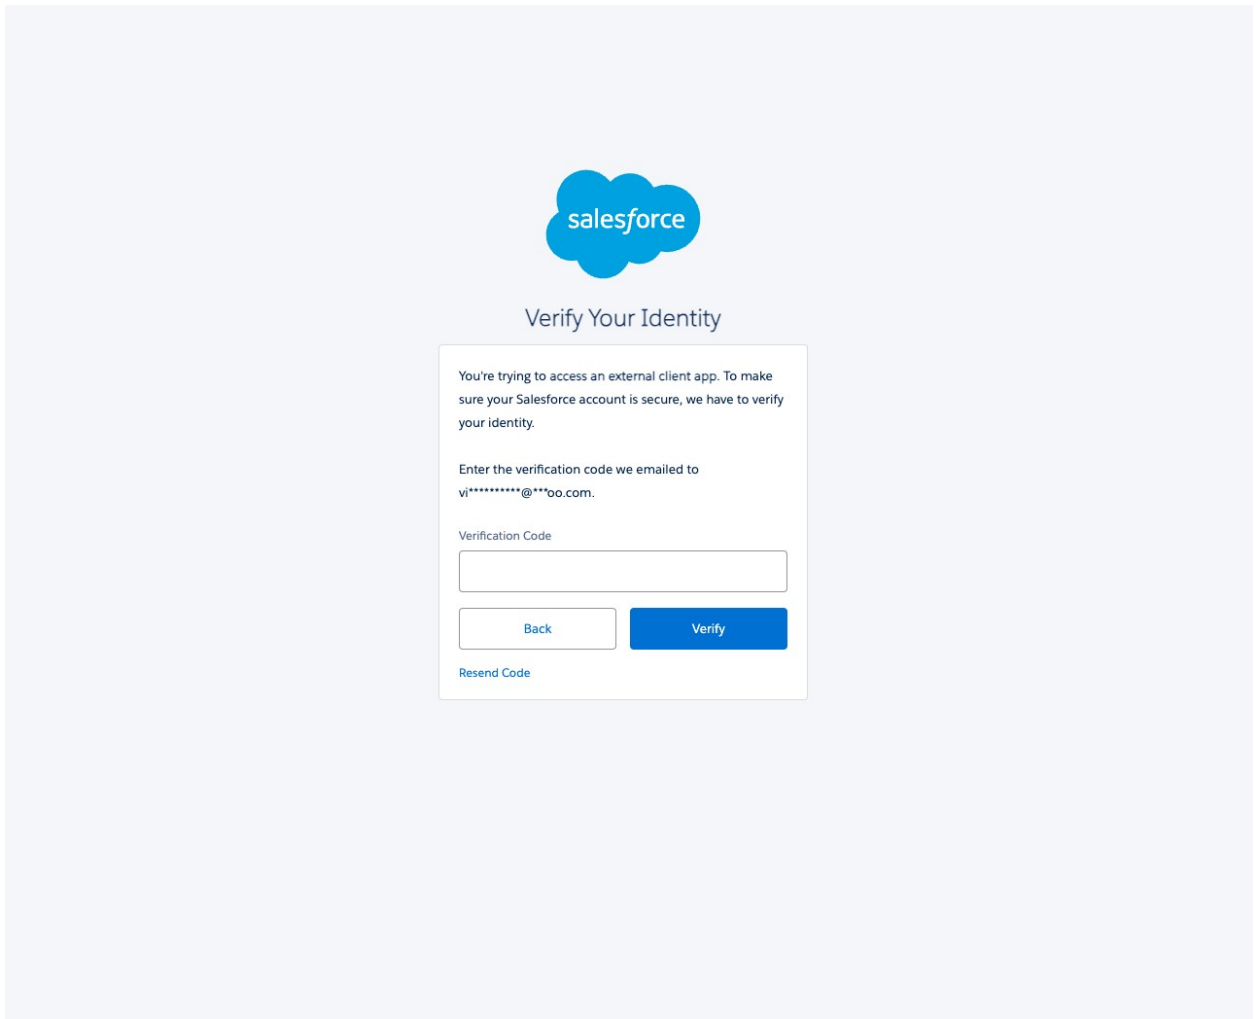 salesforce
Verify Your Identity
You're trying to access an external client app. To make
sure your Salesforce account is secure, we have to verify
your identity.
Enter the verification code we emailed to
vi**********@***oo.com.
Verification Code
Back
Verify
Resend Code